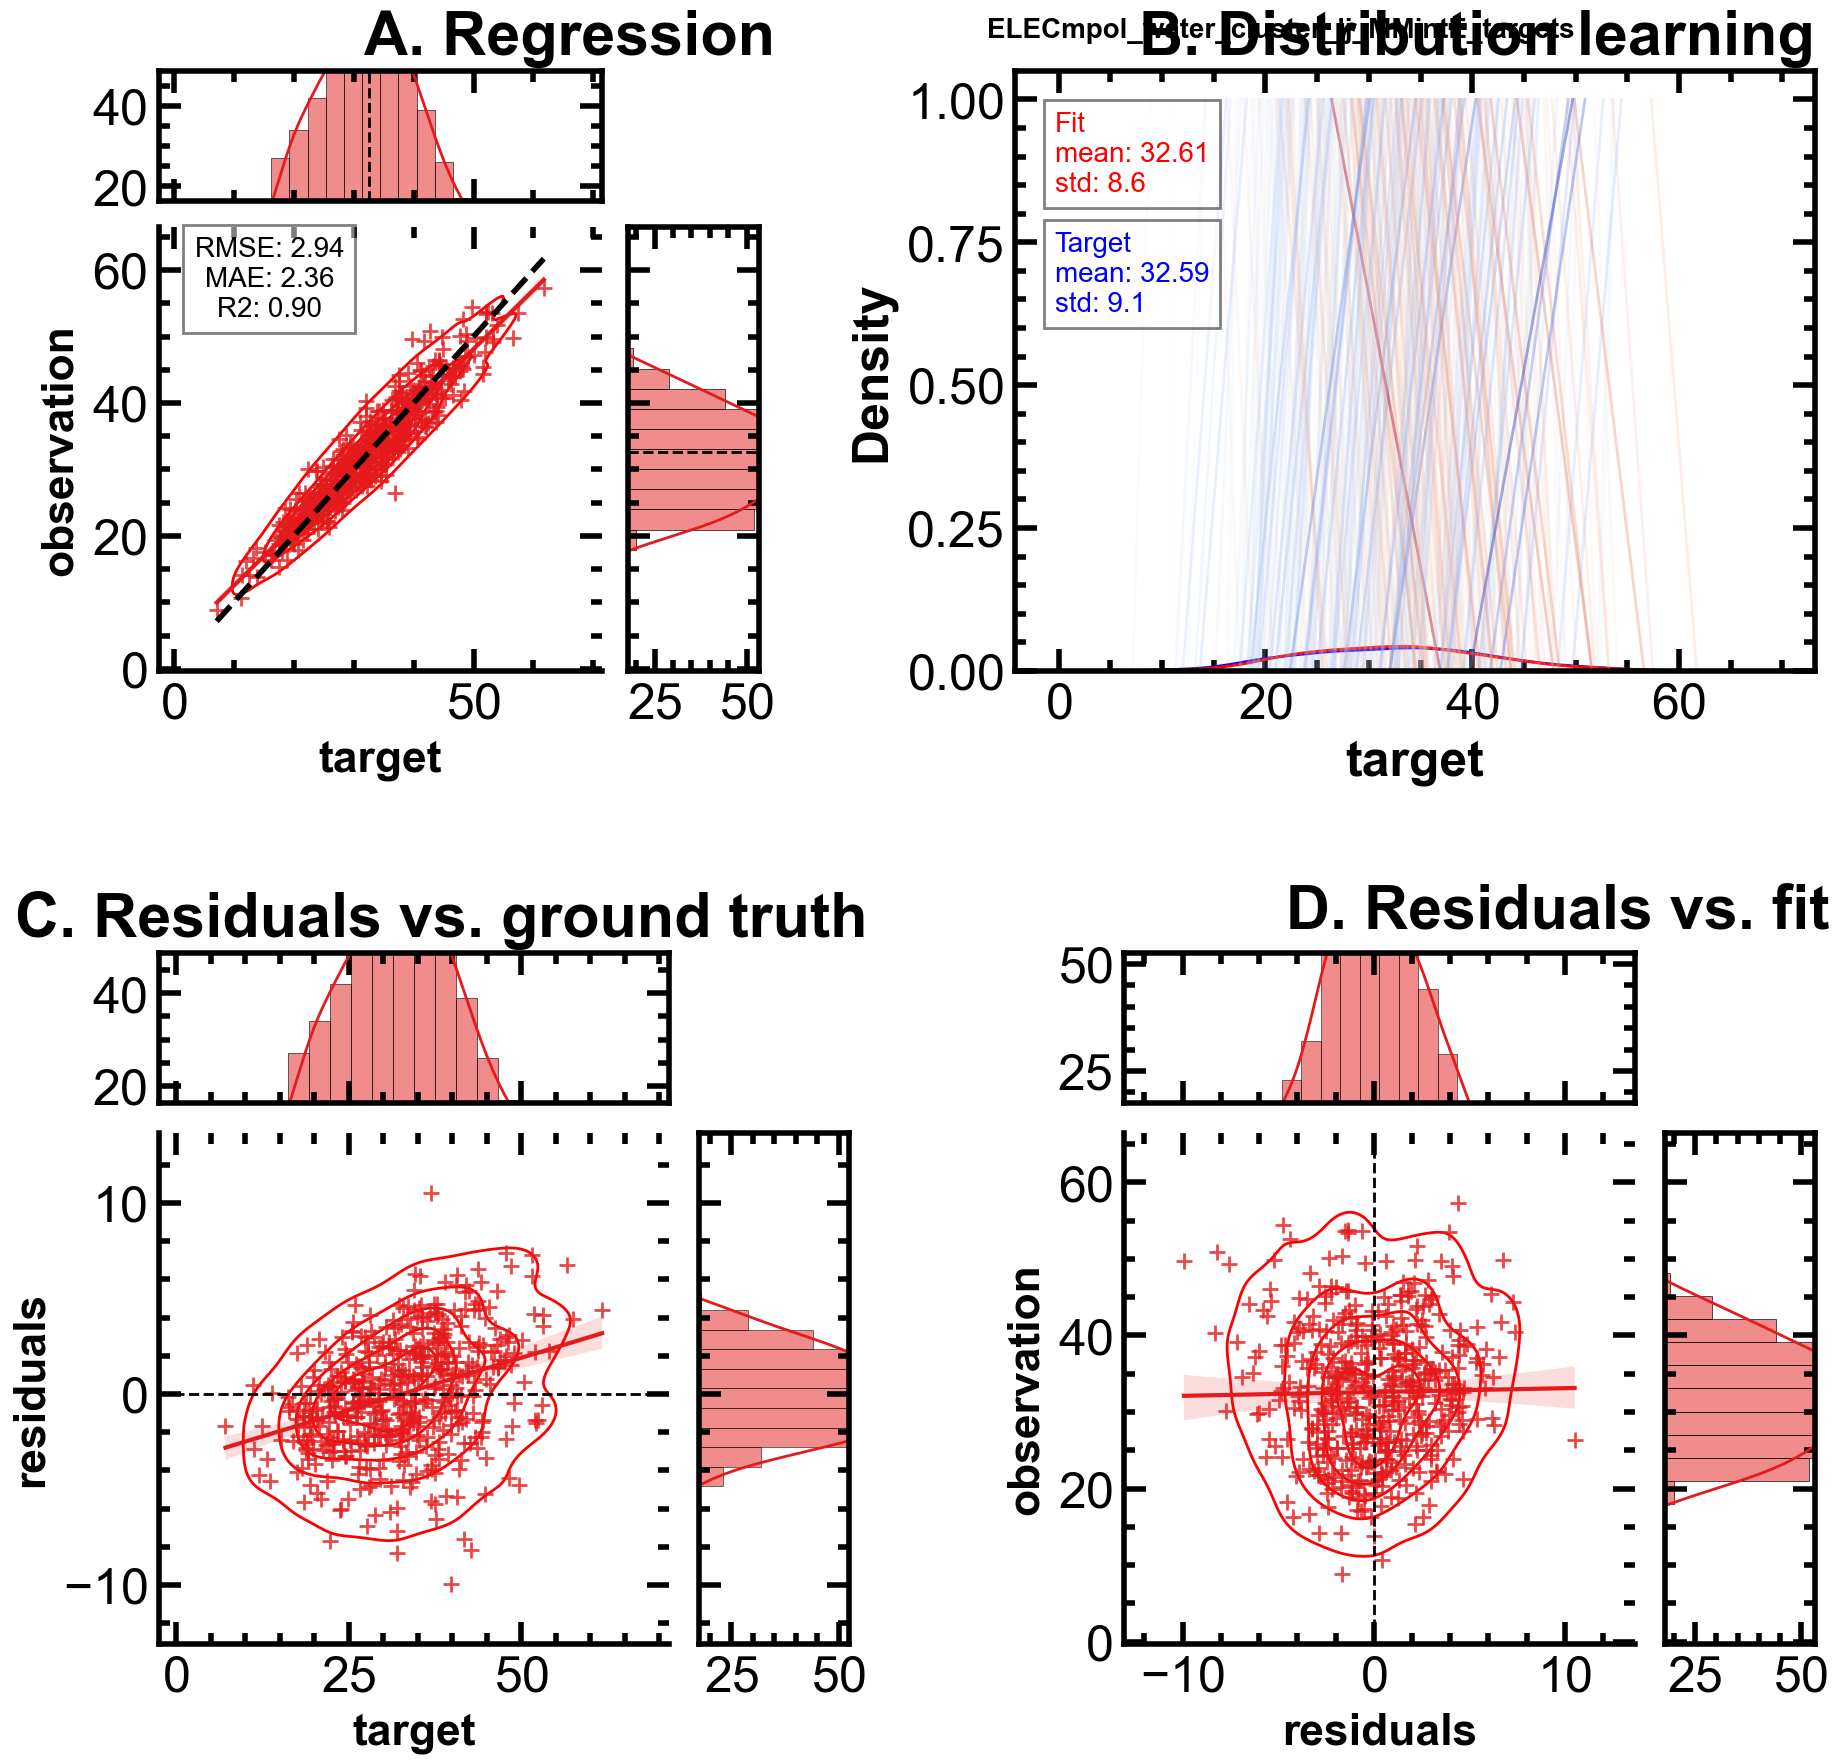 A. Regression
40
20
RMSE: 2.94
MAE: 2.36
R2: 0.90
60
40
20
0
observation
0
50
target
25
50
B. Distribution learning
1.00
0.75
0.50
0.25
0.00
Density
Fit
mean: 32.61
std: 8.6
Target
mean: 32.59
std: 9.1
0
20
40
60
target
C. Residuals vs. ground truth
40
20
10
0
−10
residuals
0
25
50
target
25
50
D. Residuals vs. fit
50
25
60
40
20
0
observation
−10
0
10
residuals
25
50